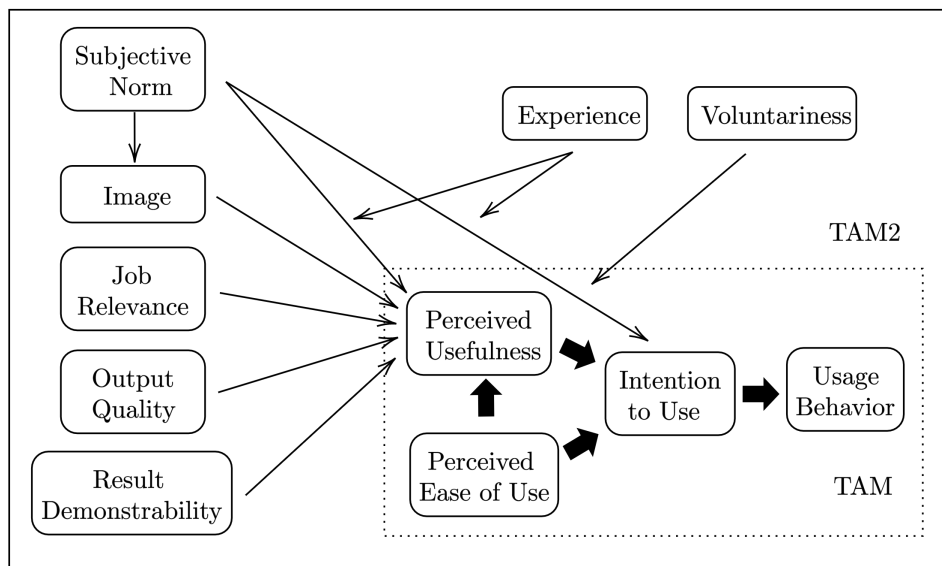 Subjective
Norm
Experience
Voluntariness
Image
TAM2
Job
Relevance
Perceived
Usefulness
Output
Quality
Intention
to Use
Usage
Behavior
Perceived
Ease of Use
Result
Demonstrability
TAM